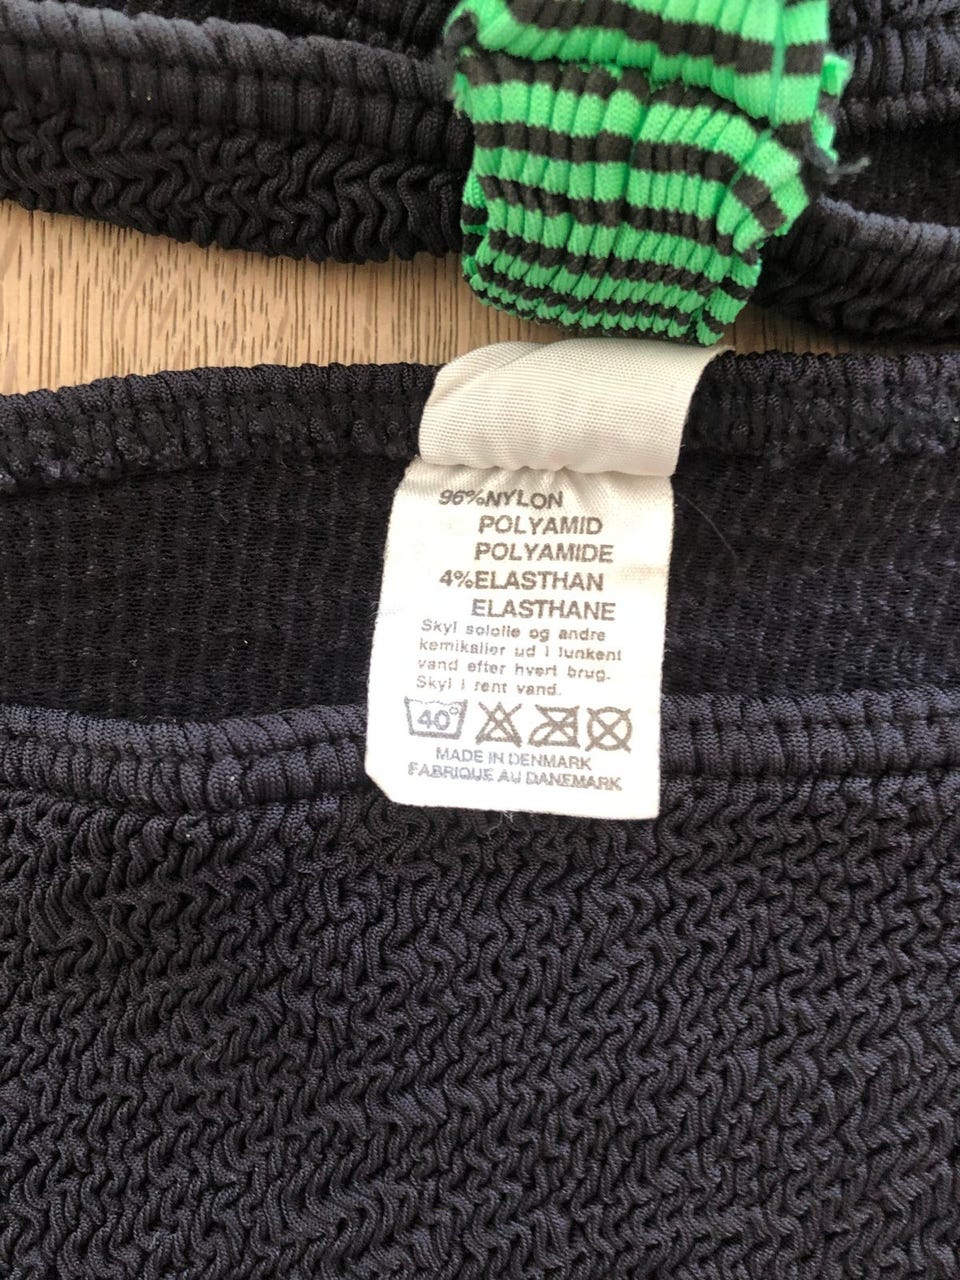 96%NYLON
POLYAMID
POLYAMIDE
4%ELASTHAN
ELASTHANE
Skyl sololie og andre
kemikalier ud i lunkent
vand efter hvert brug.
Skyl i rent vand.
40°
MADE IN DENMARK
FABRIQUE AU DANEMARK